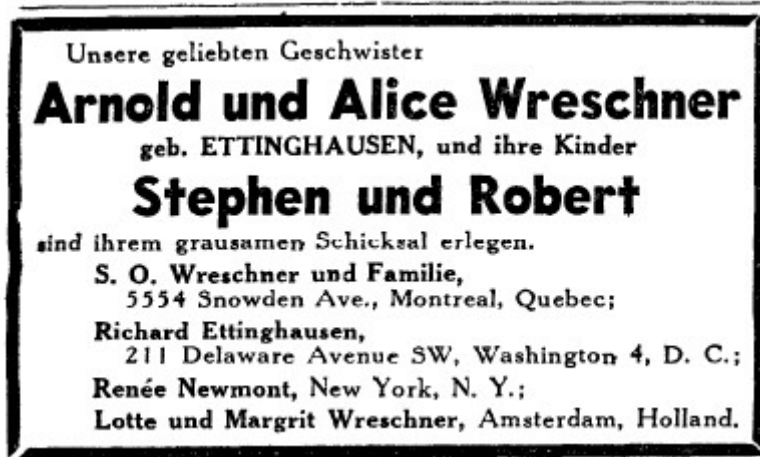 Unsere geliebten Geschwister
Arnold und Alice Wreschner
geb. ETTINGHAUSEN, und ihre Kinder
Stephen und Robert
sind ihrem grausamen Schicksal erlegen.
S. O. Wreschner und Familie,
5554 Snowden Ave., Montreal, Quebec;
Richard Ettinghausen,
211 Delaware Avenue SW, Washington 4, D. C.;
Renée Newmont, New York, N. Y.;
Lotte und Margrit Wreschner, Amsterdam, Holland.